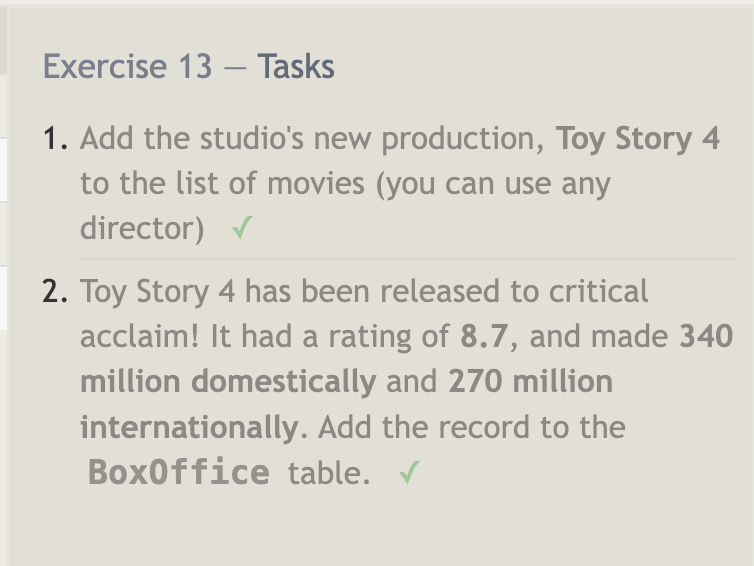 Exercise 13 — Tasks
1. Add the studio's new production, Toy Story 4
to the list of movies (you can use any
director) ✓
2. Toy Story 4 has been released to critical
acclaim! It had a rating of 8.7, and made 340
million domestically and 270 million
internationally. Add the record to the
BoxOffice table. ✓